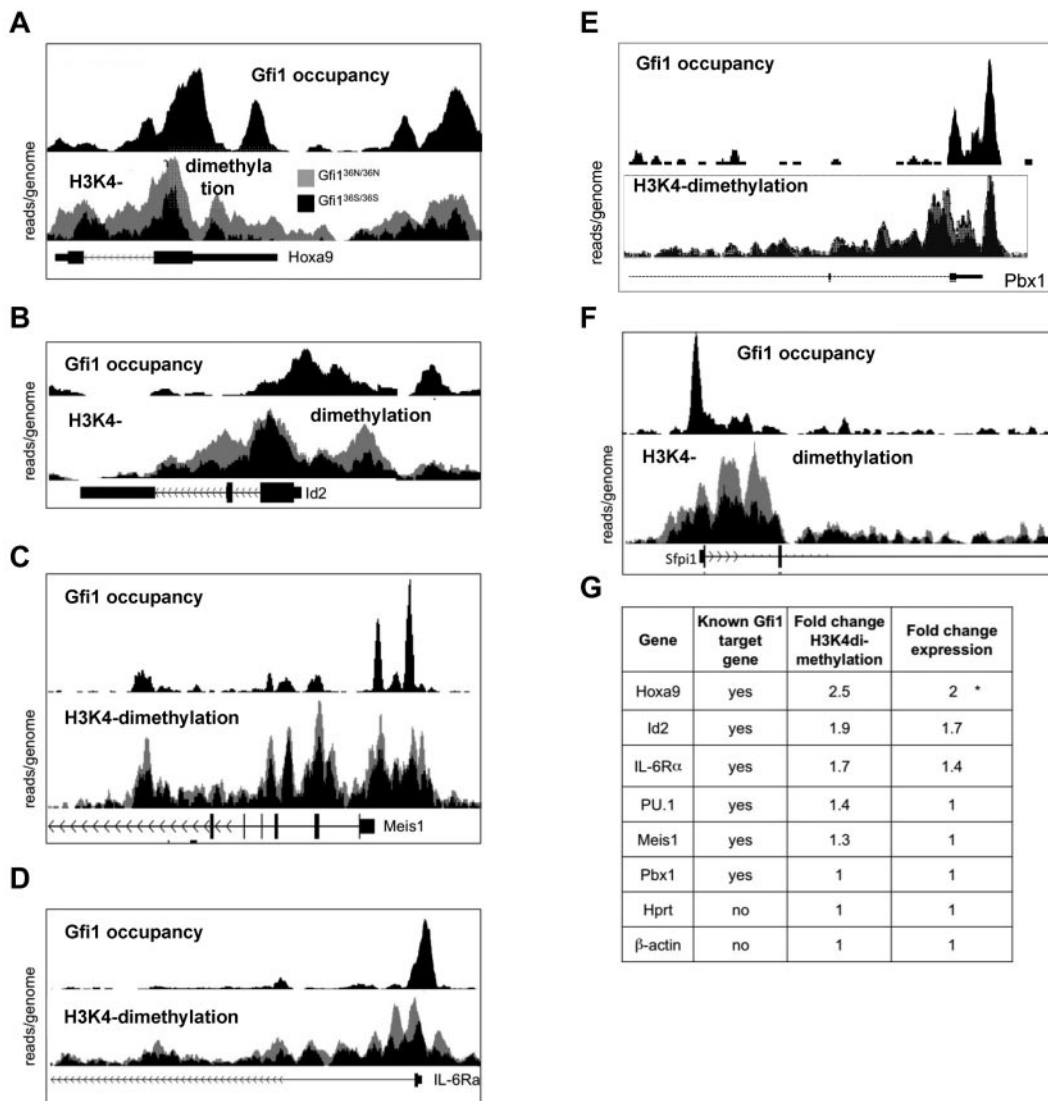 A
Gfi1 occupancy
H3K4-
dimethyla
tion
Gfi136N/36N
Gfi136S/36S
reads/genome
Hoxa9
B
Gfi1 occupancy
H3K4-
dimethylation
reads/genome
Id2
C
Gfi1 occupancy
H3K4-dimethylation
reads/genome
Meis1
D
Gfi1 occupancy
H3K4-dimethylation
reads/genome
IL-6Ra
E
Gfi1 occupancy
H3K4-dimethylation
reads/genome
Pbx1
F
Gfi1 occupancy
H3K4-
dimethylation
reads/genome
Sfpi1
G
Gene
Known Gfi1
target
gene
Fold change
H3K4di-
methylation
Fold change
expression
Hoxa9 yes 2.5 2 *
Id2 yes 1.9 1.7
IL-6Rα yes 1.7 1.4
PU.1 yes 1.4 1
Meis1 yes 1.3 1
Pbx1 yes 1 1
Hprt no 1 1
β-actin no 1 1